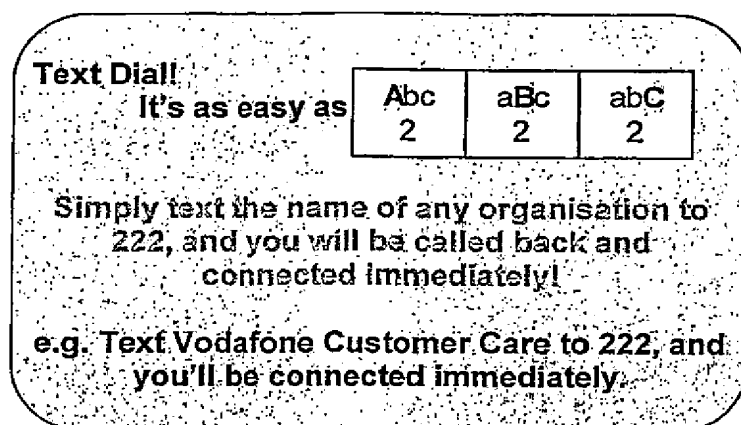 Text Dial!
It's as easy as
Abc aBc abC
2 2 2
Simply text the name of any organisation to
222, and you will be called back and
connected immediately!
e.g. Text Vodafone Customer Care to 222, and
you'll be connected immediately.